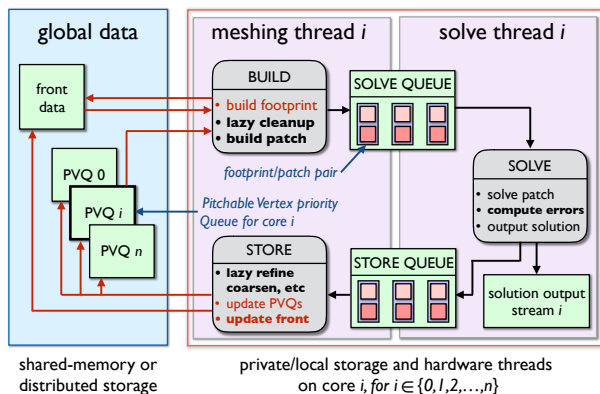 global data
meshing thread i
solve thread i
front
data
BUILD
• build footprint
• lazy cleanup
• build patch
SOLVE QUEUE
footprint/patch pair
PVQ 0
PVQ i
PVQ n
Pitchable Vertex priority
Queue for core i
SOLVE
• solve patch
• compute errors
• output solution
STORE
• lazy refine
coarsen, etc
• update PVQs
• update front
STORE QUEUE
solution output
stream i
shared-memory or
distributed storage
private/local storage and hardware threads
on core i, for i ∈ {0,1,2,...,n}